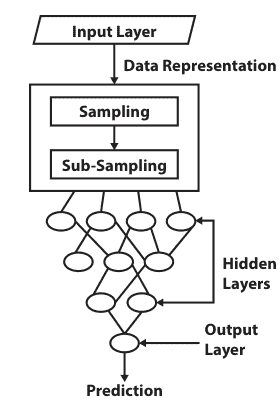 Input Layer
Data Representation
Sampling
Sub-Sampling
Hidden
Layers
Output
Layer
Prediction